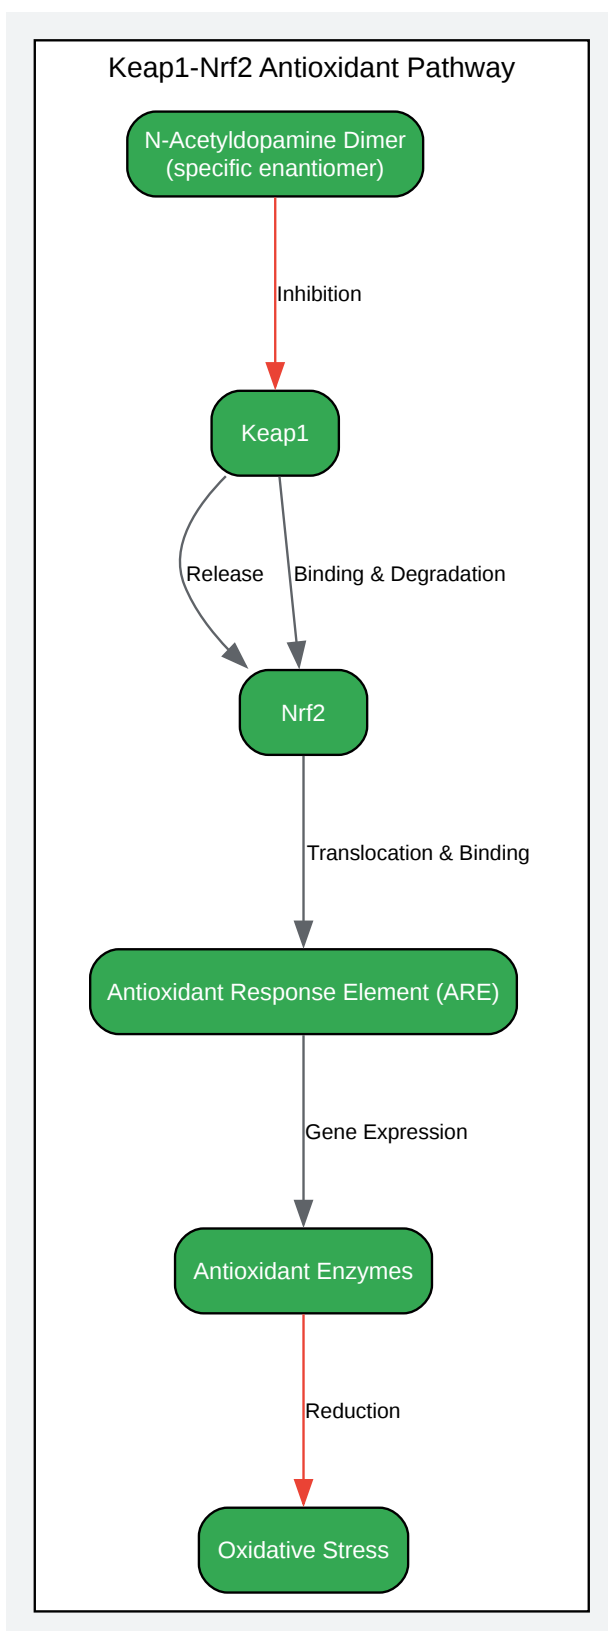 Keap1-Nrf2 Antioxidant Pathway
N-Acetyldopamine Dimer
(specific enantiomer)
Inhibition
Keap1
Release
Binding & Degradation
Nrf2
Translocation & Binding
Antioxidant Response Element (ARE)
Gene Expression
Antioxidant Enzymes
Reduction
Oxidative Stress